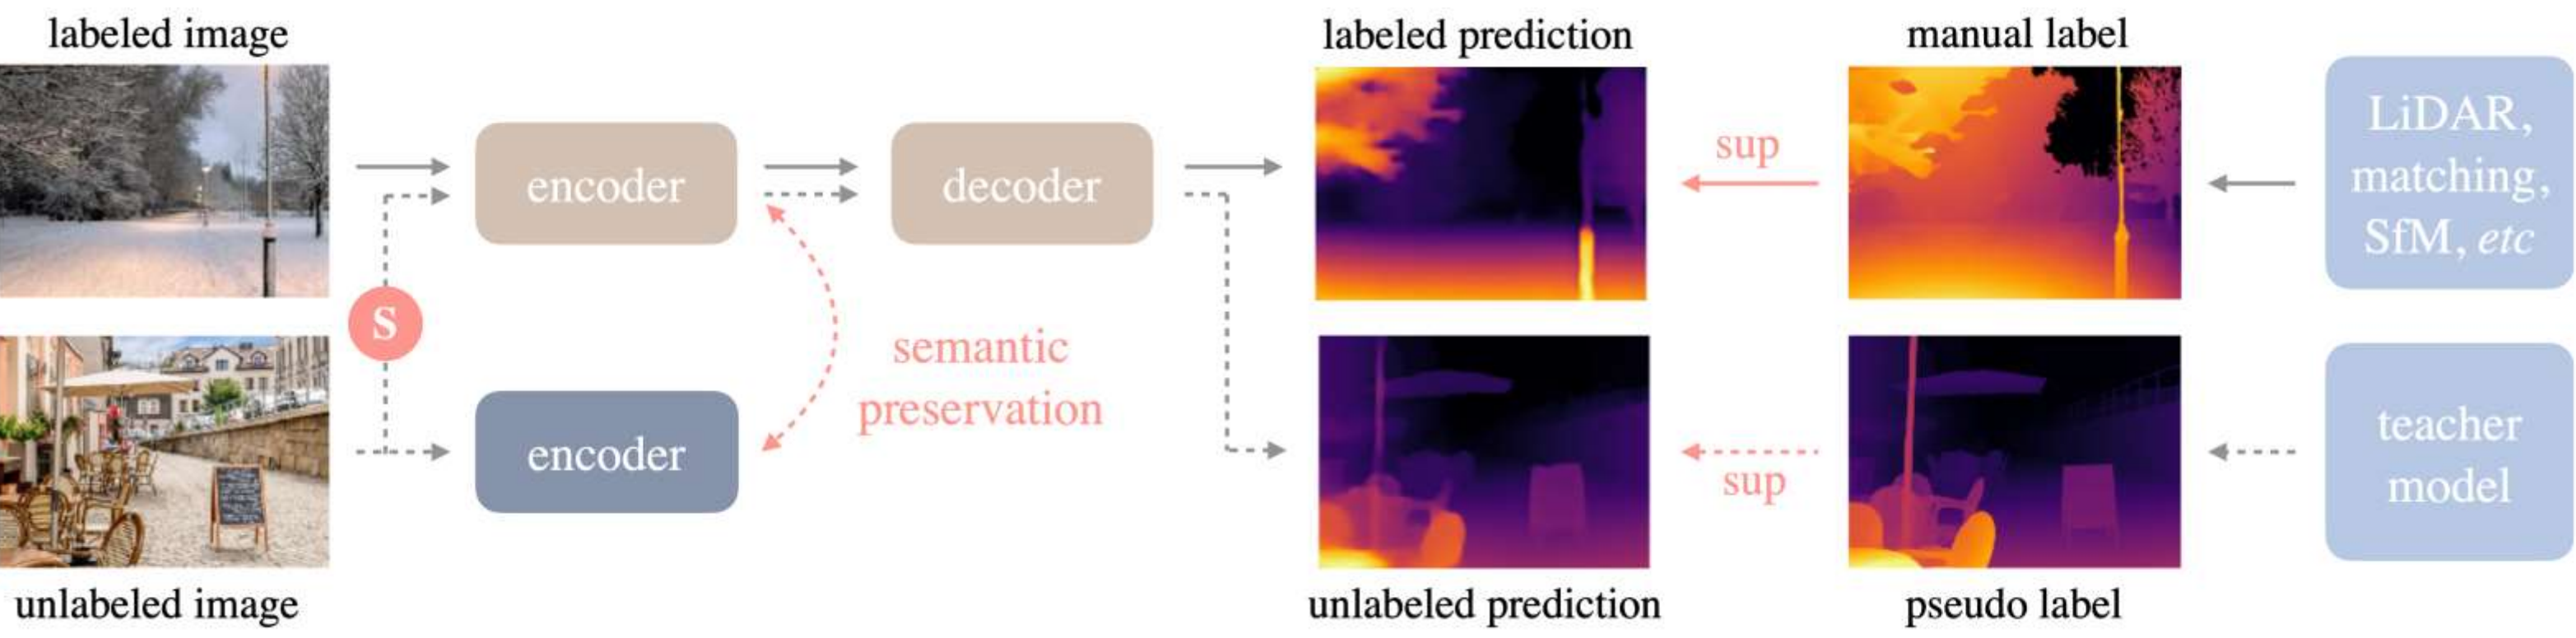 labeled image
labeled prediction
manual label
LiDAR,
matching,
SfM, etc
sup
encoder
decoder
S
semantic
preservation
encoder
sup
teacher
model
unlabeled image
unlabeled prediction
pseudo label